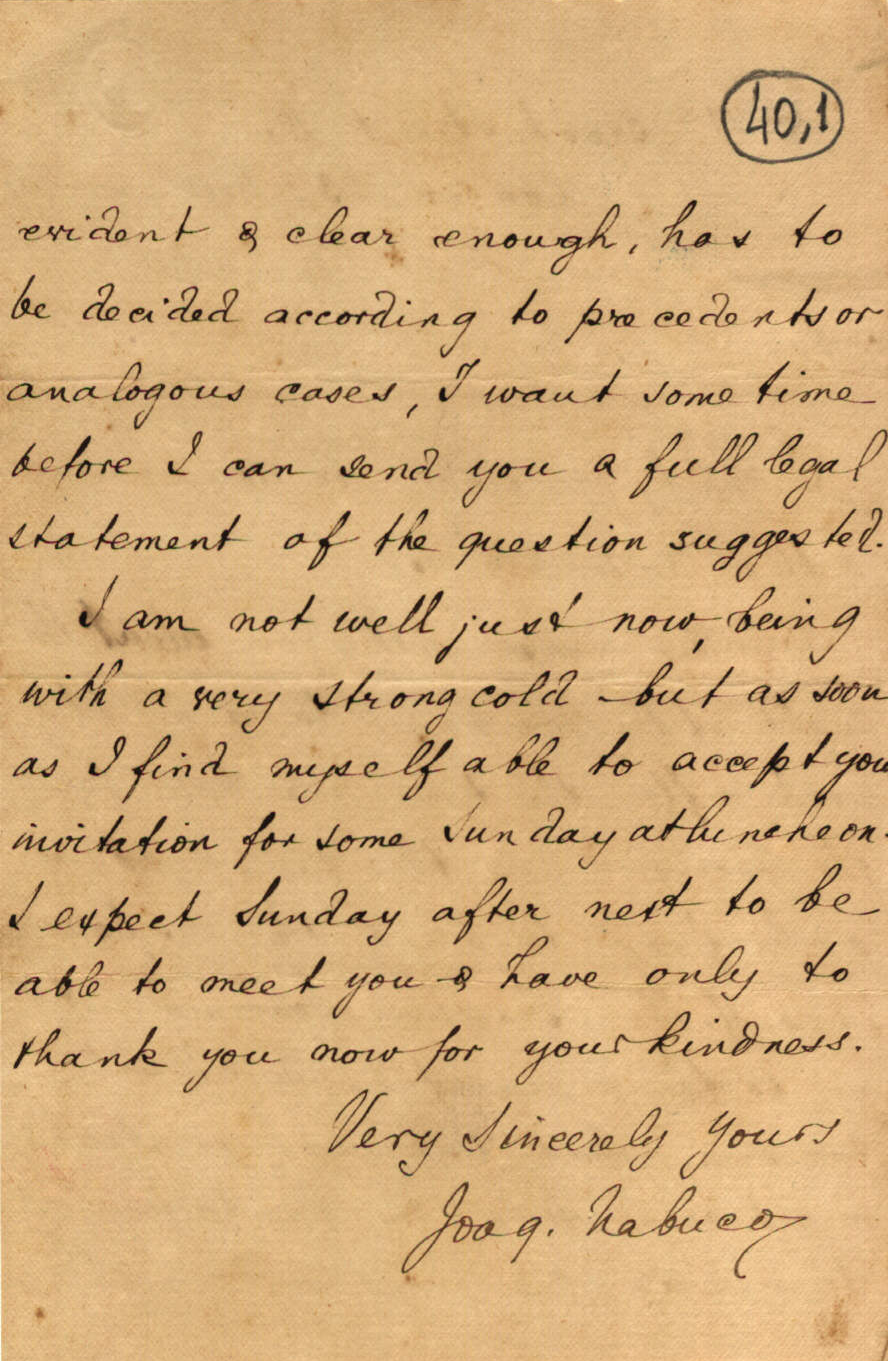 40,1
evident & clear enough, has to
be decided according to precedents or
analogous cases, I want some time
before I can send you a full legal
statement of the question suggested.
I am not well just now, being
with a very strong cold - but as soon
as I find myself able to accept you
invitation for some Sunday at luncheon.
I expect Sunday after next to be
able to meet you & have only to
thank you now for your kindness.
Very Sincerely yours
Joaq. Nabuco